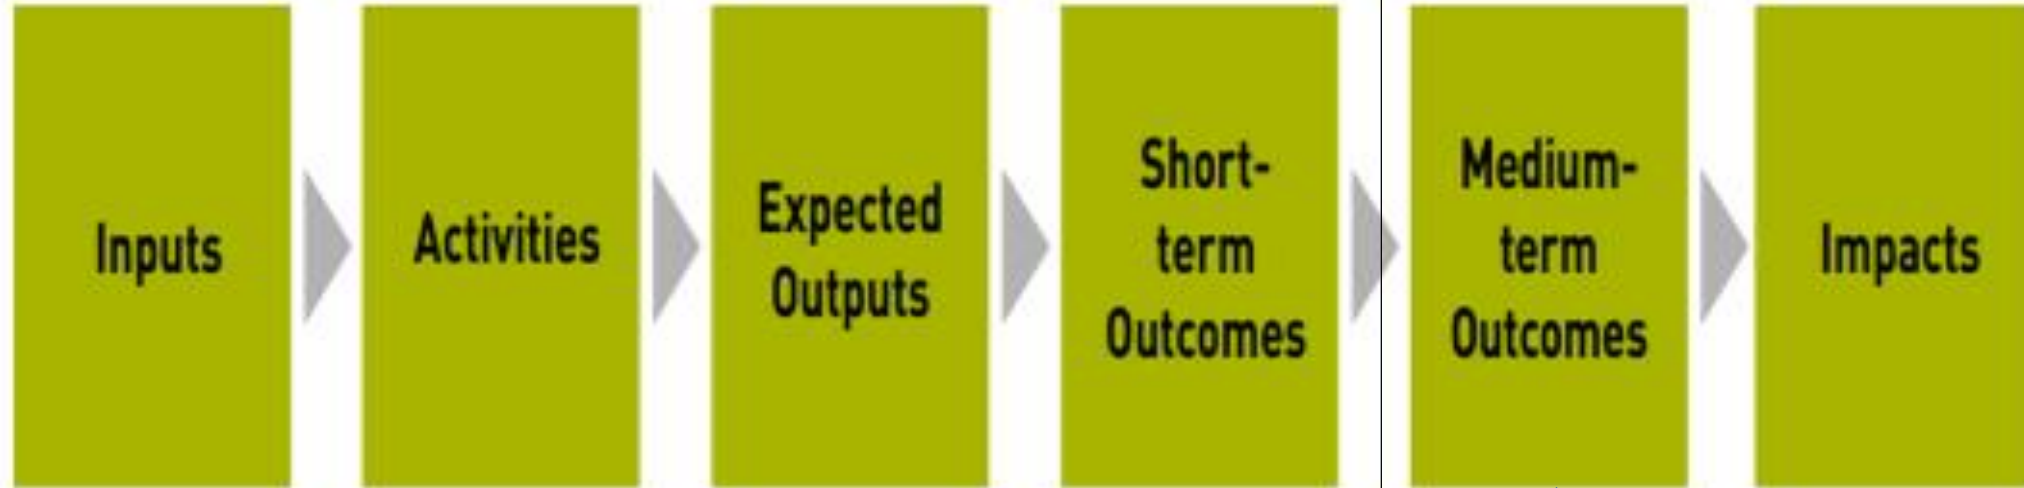 Inputs
Activities
Expected
Outputs
Short-
term
Outcomes
Medium-
term
Outcomes
Impacts